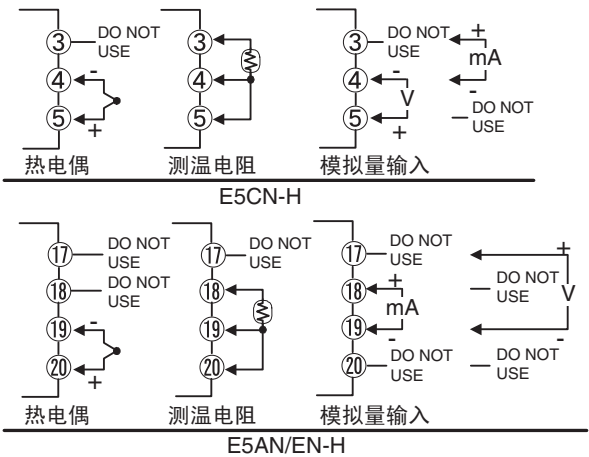 ③ DO NOT USE
④ -
⑤ +
热电偶
③
④
⑤
测温电阻
③ DO NOT USE
④ -
V
⑤ +
+
mA
-
DO NOT USE
模拟量输入
E5CN-H
⑰ DO NOT USE
⑱ DO NOT USE
⑲ -
⑳ +
热电偶
⑰ DO NOT USE
⑱
⑲
⑳
测温电阻
⑰ DO NOT USE
⑱ +
mA
⑲ -
⑳ DO NOT USE
+
DO NOT USE
V
-
DO NOT USE
模拟量输入
E5AN/EN-H